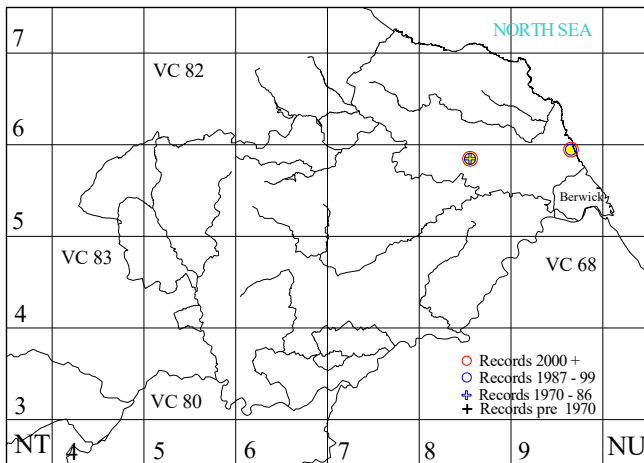 7
NORTH SEA
VC 82
6
Berwick
5
VC 83
VC 68
4
Records 2000 +
Records 1987 - 99
Records 1970 - 86
VC 80
Records pre 1970
3
NT 4 5 6 7 8 9 NU